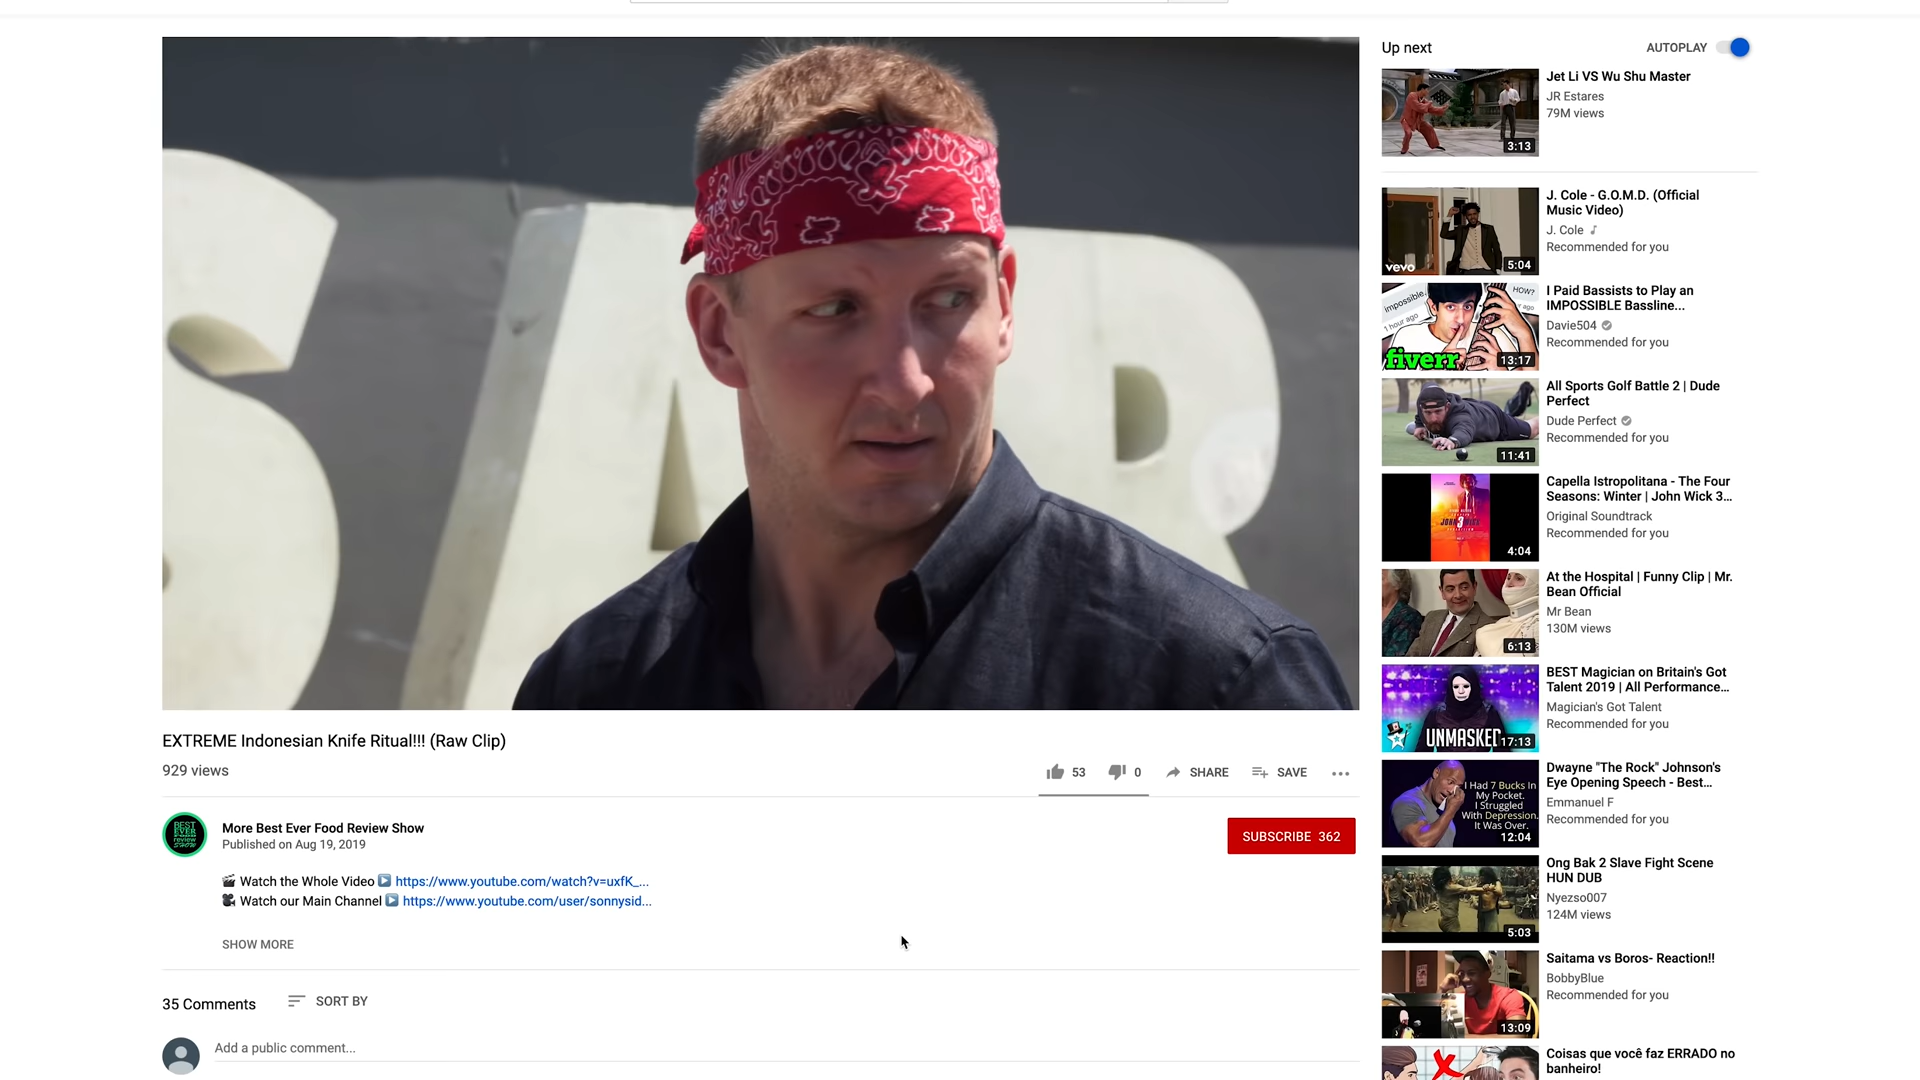 SAR
EXTREME Indonesian Knife Ritual!!! (Raw Clip)
929 views
53
0
SHARE
SAVE
BEST
EVER
FOOD
REVIEW
SHOW
More Best Ever Food Review Show
Published on Aug 19, 2019
SUBSCRIBE 362
Watch the Whole Video https://www.youtube.com/watch?v=uxfK_...
Watch our Main Channel https://www.youtube.com/user/sonnysid...
SHOW MORE
35 Comments
SORT BY
Add a public comment...
Up next
AUTOPLAY
3:13
Jet Li VS Wu Shu Master
JR Estares
79M views
vevo
5:04
J. Cole - G.O.M.D. (Official
Music Video)
J. Cole
Recommended for you
Impossible.
1 hour ago
HOW?
fiverr
13:17
I Paid Bassists to Play an
IMPOSSIBLE Bassline...
Davie504
Recommended for you
11:41
All Sports Golf Battle 2 | Dude
Perfect
Dude Perfect
Recommended for you
4:04
Capella Istropolitana - The Four
Seasons: Winter | John Wick 3...
Original Soundtrack
Recommended for you
6:13
At the Hospital | Funny Clip | Mr.
Bean Official
Mr Bean
130M views
UNMASKED
17:13
BEST Magician on Britain's Got
Talent 2019 | All Performance...
Magician's Got Talent
Recommended for you
I Had 7 Bucks In
My Pocket.
I Struggled
With Depression.
It Was Over.
12:04
Dwayne "The Rock" Johnson's
Eye Opening Speech - Best...
Emmanuel F
Recommended for you
5:03
Ong Bak 2 Slave Fight Scene
HUN DUB
Nyezso007
124M views
13:09
Saitama vs Boros- Reaction!!
BobbyBlue
Recommended for you
Coisas que você faz ERRADO no
banheiro!